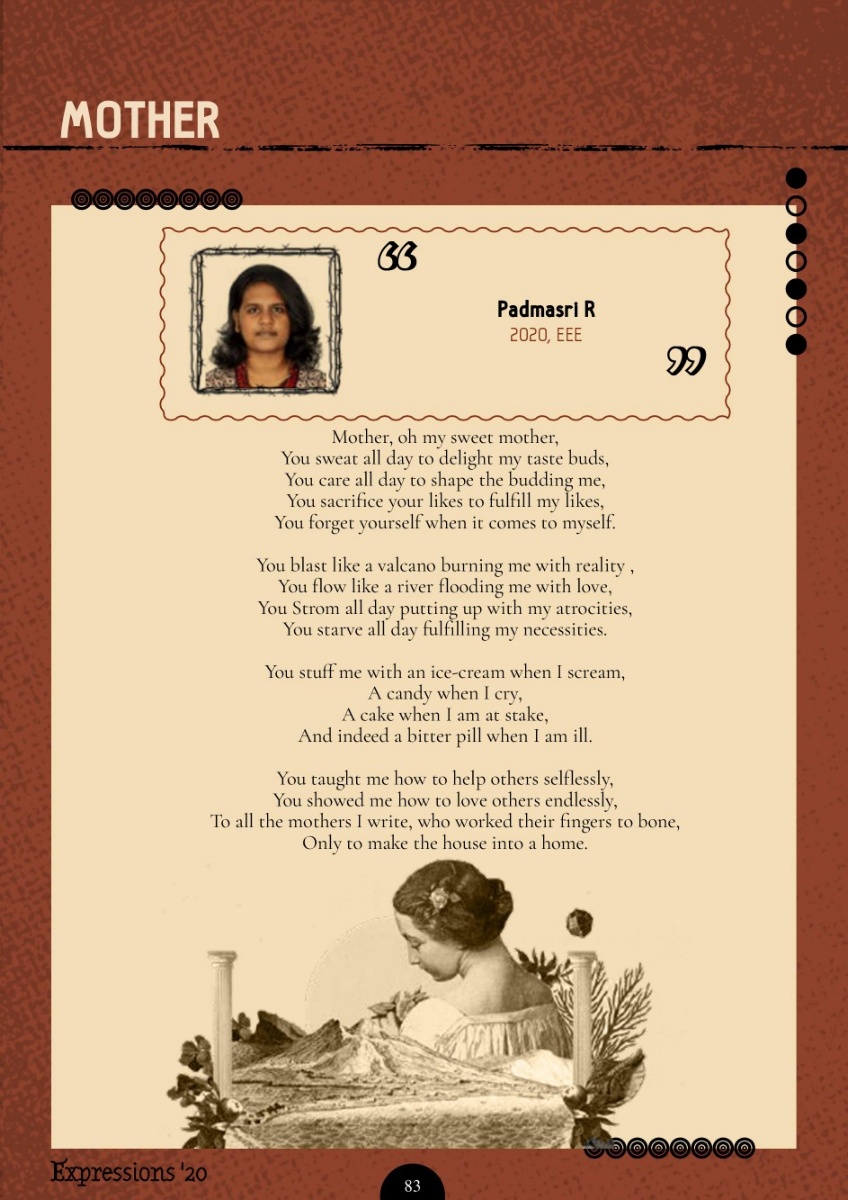 MOTHER
“
Padmasri R
2020, EEE
”
Mother, oh my sweet mother,
You sweat all day to delight my taste buds,
You care all day to shape the budding me,
You sacrifice your likes to fulfill my likes,
You forget yourself when it comes to myself.
You blast like a valcano burning me with reality ,
You flow like a river flooding me with love,
You Strom all day putting up with my atrocities,
You starve all day fulfilling my necessities.
You stuff me with an ice-cream when I scream,
A candy when I cry,
A cake when I am at stake,
And indeed a bitter pill when I am ill.
You taught me how to help others selflessly,
You showed me how to love others endlessly,
To all the mothers I write, who worked their fingers to bone,
Only to make the house into a home.
Expressions '20
83